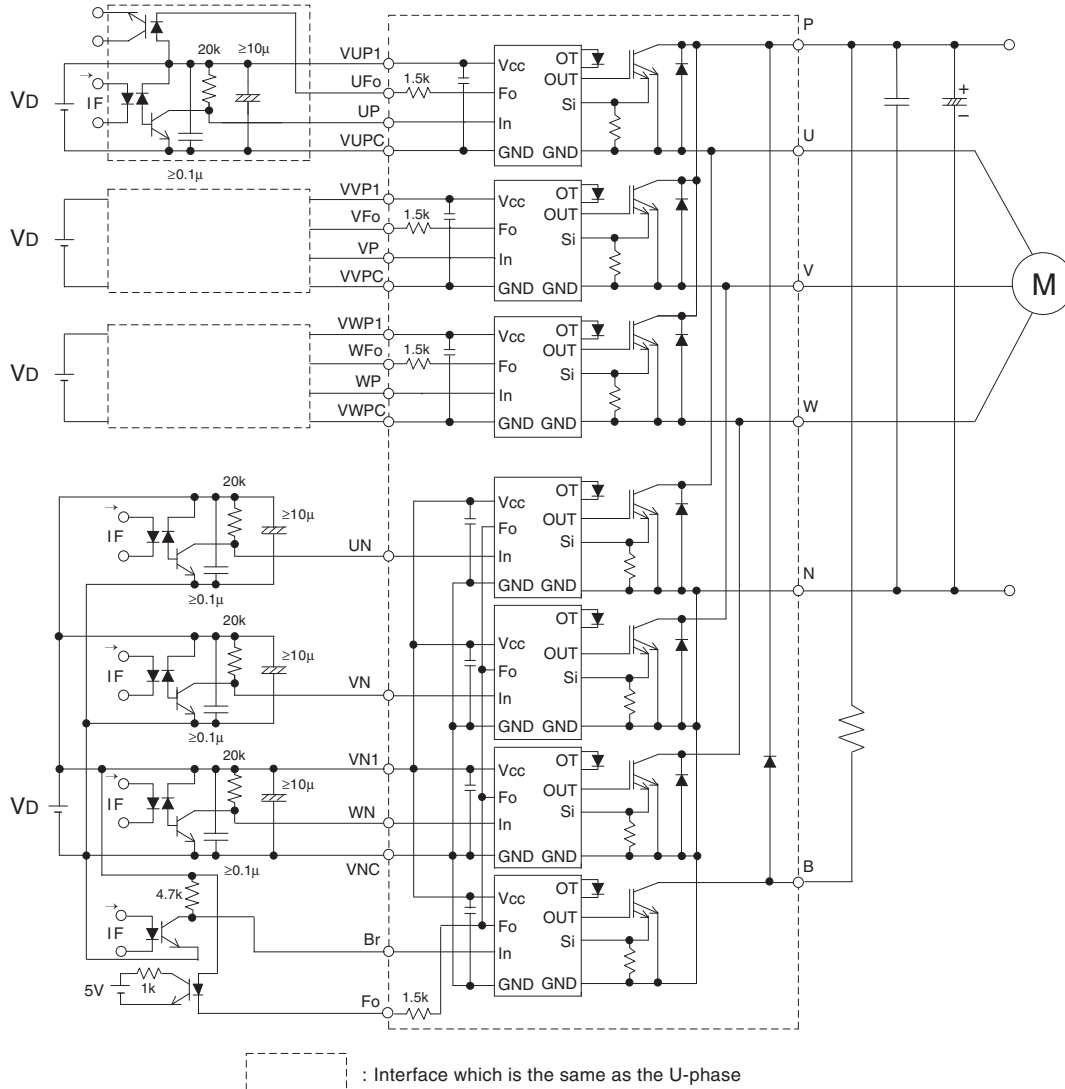 P
20k ≥10μ
VUP1 Vcc OT
UFo 1.5k Fo OUT
VD IF UP In Si
VUPC GND GND U
≥0.1μ
+
−
VVP1 Vcc OT
VFo 1.5k Fo OUT
VD VP In Si
VVPC GND GND V
M
VWP1 Vcc OT
WFo 1.5k Fo OUT
VD WP In Si
VWPC GND GND W
20k ≥10μ
Vcc OT
Fo OUT
IF UN In Si
GND GND N
≥0.1μ
20k ≥10μ
Vcc OT
Fo OUT
IF VN In Si
GND GND
≥0.1μ
20k ≥10μ
VN1 Vcc OT
Fo OUT
VD IF WN In Si
VNC GND GND B
≥0.1μ
4.7k
Vcc OT
Fo OUT
IF Br In Si
GND GND
5V 1k
Fo 1.5k
: Interface which is the same as the U-phase